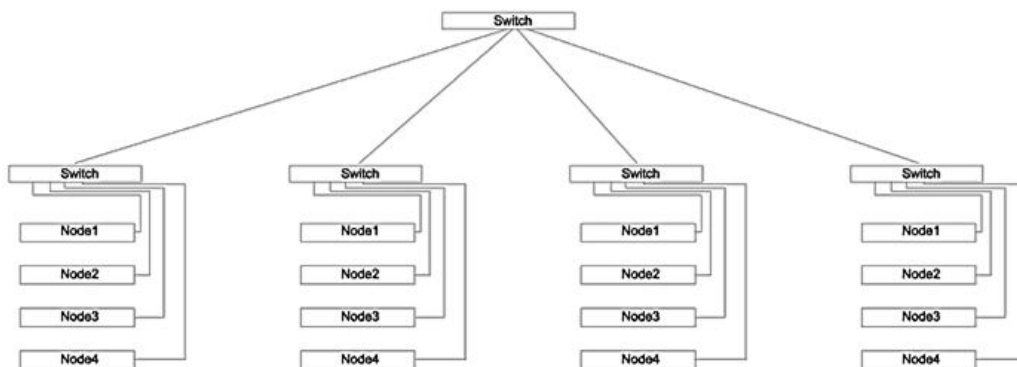 Switch
Switch Switch Switch Switch
Node1 Node1 Node1 Node1
Node2 Node2 Node2 Node2
Node3 Node3 Node3 Node3
Node4 Node4 Node4 Node4